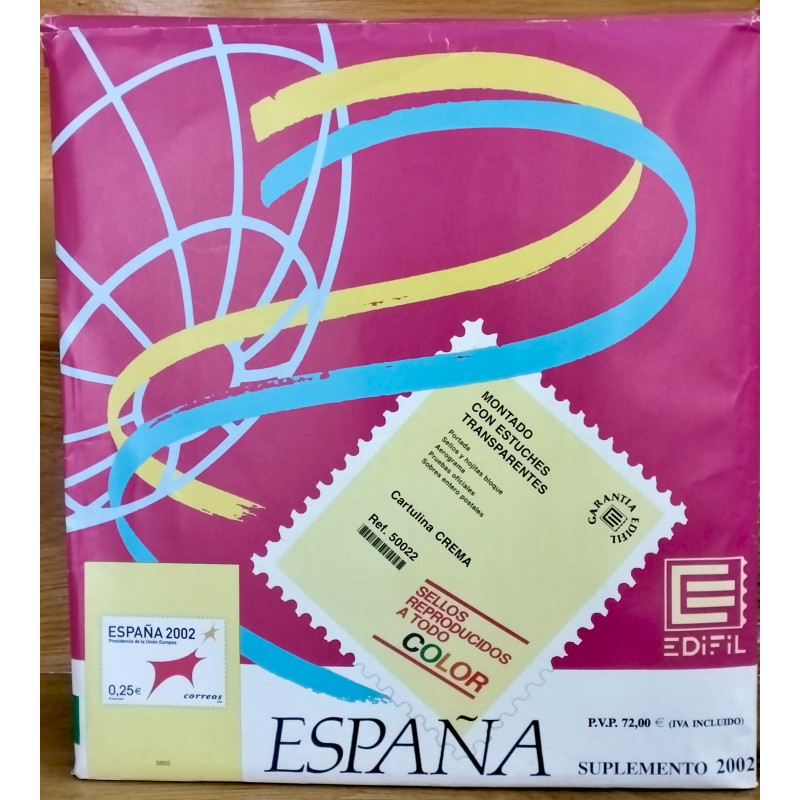 MONTADO
CON ESTUCHES
TRANSPARENTES
Portada
Sellos y hojitas bloque
Aerograma
Pruebas oficiales
Sobres entero postales
Cartulina CREMA
Ref. 50022
GARANTIA EDIFIL
SELLOS
REPRODUCIDOS
A TODO
COLOR
EDiFiL
ESPAÑA 2002
Presidencia de la Unión Europea
0,25€
correos
3865
ESPAÑA
P.V.P. 72,00 € (IVA INCLUIDO)
SUPLEMENTO 2002